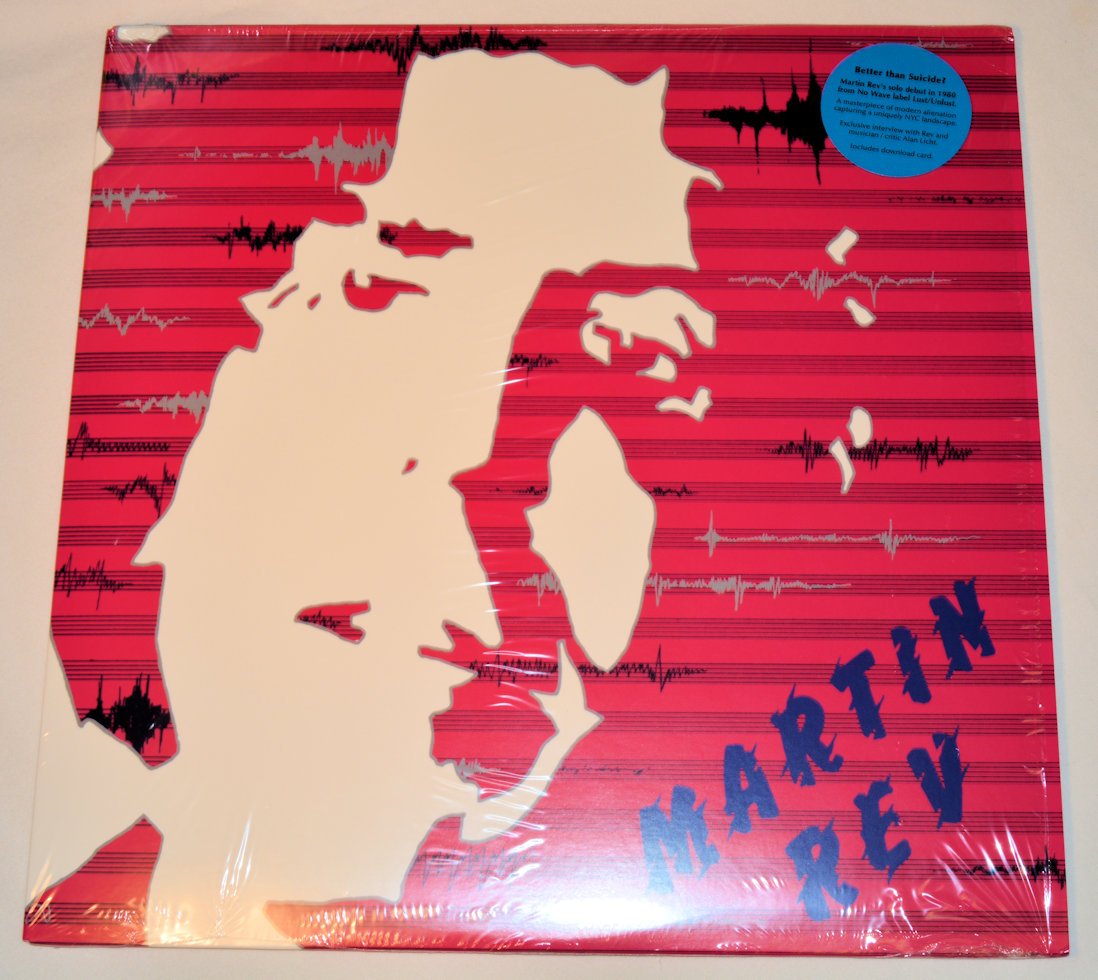 Better than Suicide?
Martin Rev's solo debut in 1980
from No Wave label Lust/Unlust.
A masterpiece of modern alienation
capturing a uniquely NYC landscape.
Exclusive interview with Rev and
musician / critic Alan Licht.
Includes download card.
MARTIN
REV